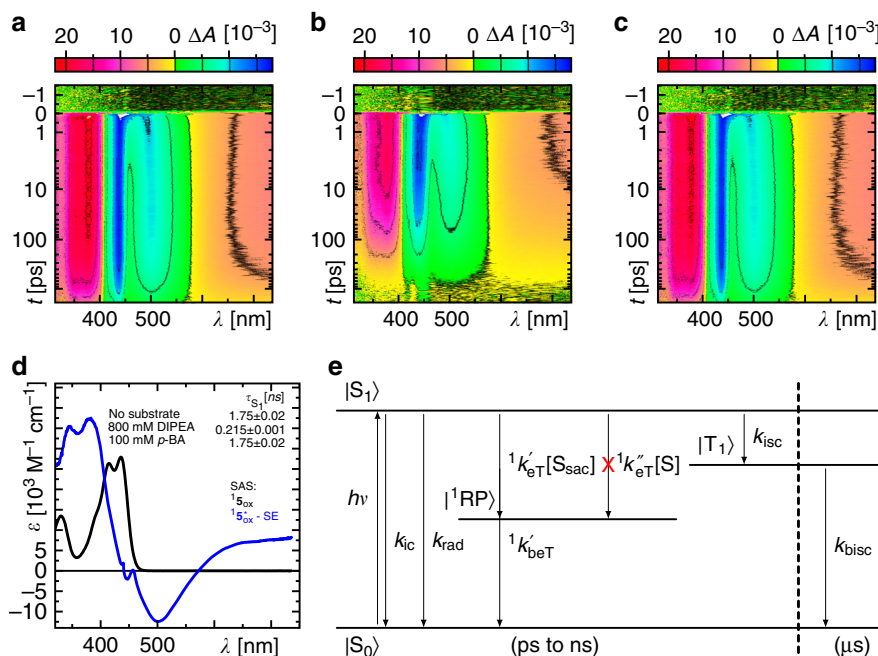 a
20 10 0 ΔA [10⁻³]
b
20 10 0 ΔA [10⁻³]
c
20 10 0 ΔA [10⁻³]
−1
0
1
10
100
t [ps]
400 500 λ [nm]
−1
0
1
10
100
t [ps]
400 500 λ [nm]
−1
0
1
10
100
t [ps]
400 500 λ [nm]
d
ε [10³ M⁻¹ cm⁻¹]
5
0
−5
−10
400 500 λ [nm]
τS₁[ns]
No substrate 1.75±0.02
800 mM DIPEA 0.215±0.001
100 mM p-BA 1.75±0.02
SAS:
¹5ox
¹5*ox - SE
e
|S₁⟩
|T₁⟩
kisc
¹k′eT[Ssac] X ¹k″eT[S]
hν
|¹RP⟩
kic
krad
¹k′beT
kbisc
|S₀⟩
(ps to ns)
(μs)